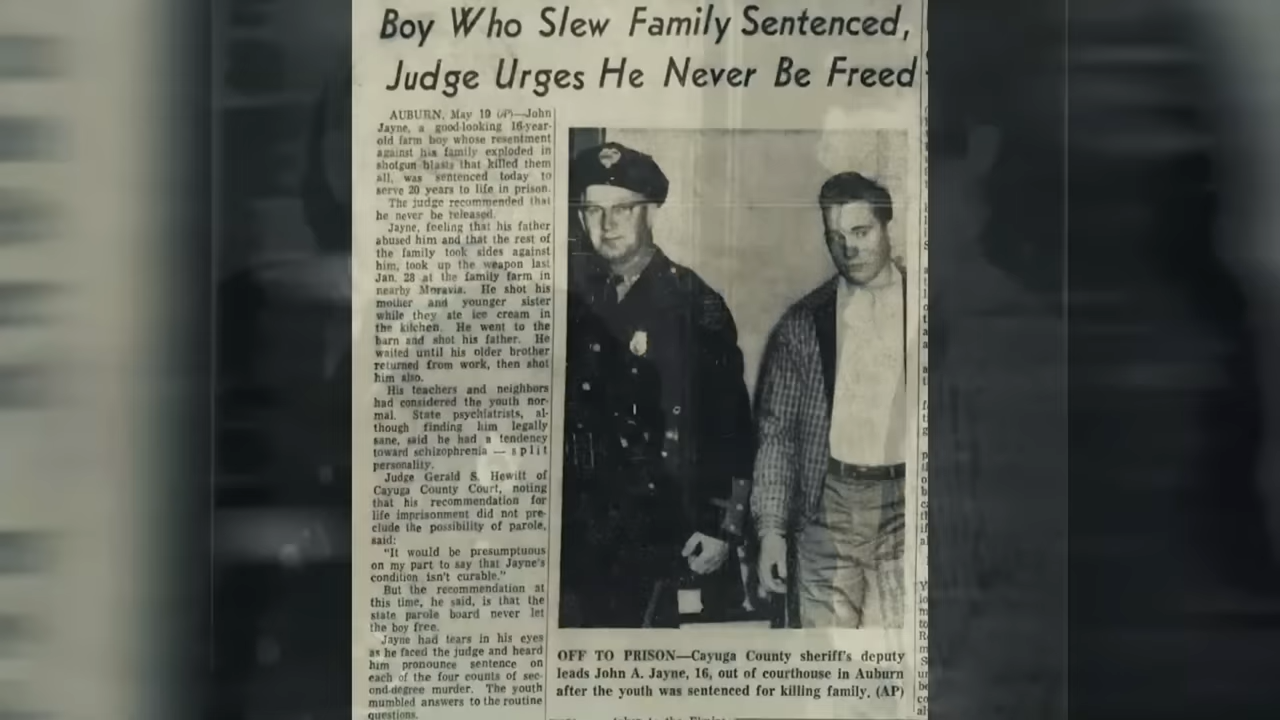 Boy Who Slew Family Sentenced,
Judge Urges He Never Be Freed
AUBURN, May 10 (AP)—John
Jayne, a good-looking 16-year-
old farm boy whose resentment
against his family exploded in
shotgun blasts that killed them
all, was sentenced today to
serve 20 years to life in prison.
The judge recommended that
he never be released.
Jayne, feeling that his father
abused him and that the rest of
the family took sides against
him, took up the weapon last
Jan. 28 at the family farm in
nearby Moravia. He shot his
mother and younger sister
while they ate ice cream in
the kitchen. He went to the
barn and shot his father. He
waited until his older brother
returned from work, then shot
him also.
His teachers and neighbors
had considered the youth nor-
mal. State psychiatrists, al-
though finding him legally
sane, said he had a tendency
toward schizophrenia — split
personality.
Judge Gerald S. Hewitt of
Cayuga County Court, noting
that his recommendation for
life imprisonment did not pre-
clude the possibility of parole,
said:
"It would be presumptuous
on my part to say that Jayne's
condition isn't curable."
But the recommendation at
this time, he said, is that the
state parole board never let
the boy free.
Jayne had tears in his eyes
as he faced the judge and heard
him pronounce sentence on
each of the four counts of sec-
ond-degree murder. The youth
mumbled answers to the routine
questions.
OFF TO PRISON—Cayuga County sheriff's deputy
leads John A. Jayne, 16, out of courthouse in Auburn
after the youth was sentenced for killing family. (AP)